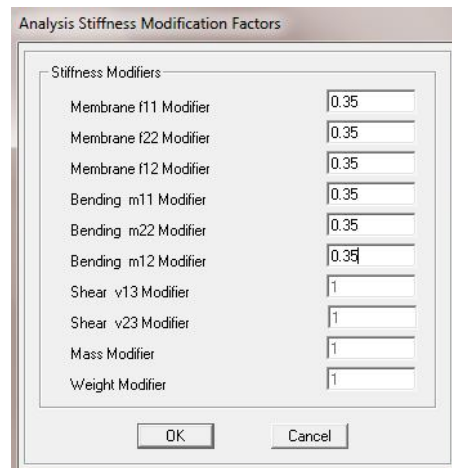 Analysis Stiffness Modification Factors
Stiffness Modifiers
Membrane f11 Modifier 0.35
Membrane f22 Modifier 0.35
Membrane f12 Modifier 0.35
Bending m11 Modifier 0.35
Bending m22 Modifier 0.35
Bending m12 Modifier 0.35
Shear v13 Modifier 1
Shear v23 Modifier 1
Mass Modifier 1
Weight Modifier 1
OK Cancel